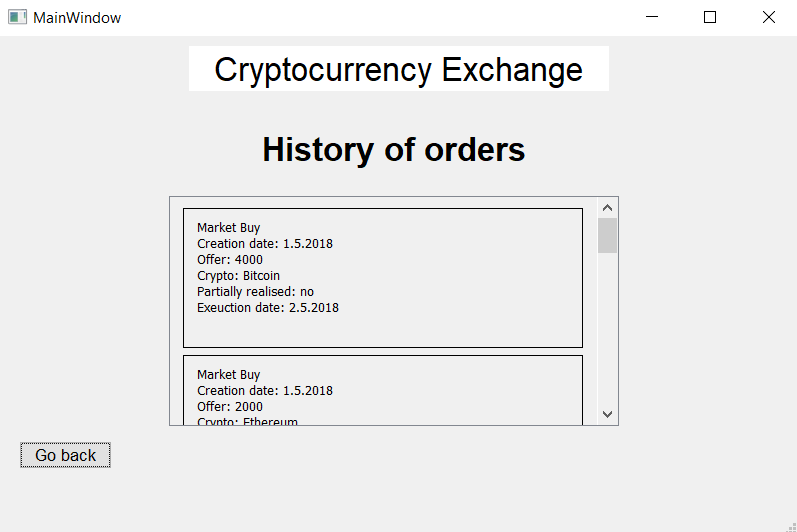 MainWindow
Cryptocurrency Exchange
History of orders
Market Buy
Creation date: 1.5.2018
Offer: 4000
Crypto: Bitcoin
Partially realised: no
Exeuction date: 2.5.2018
Market Buy
Creation date: 1.5.2018
Offer: 2000
Crypto: Ethereum
Go back